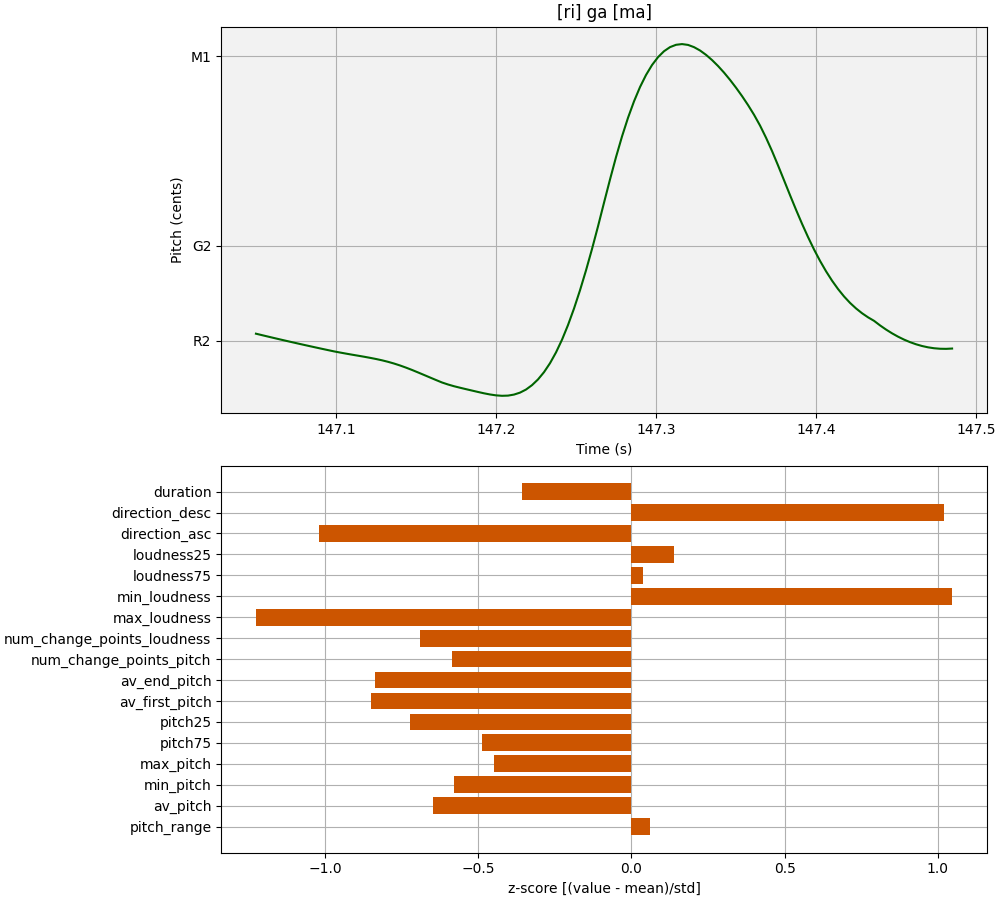 [ri] ga [ma]
M1
G2
R2
Pitch (cents)
147.1 147.2 147.3 147.4 147.5
Time (s)
duration
direction_desc
direction_asc
loudness25
loudness75
min_loudness
max_loudness
num_change_points_loudness
num_change_points_pitch
av_end_pitch
av_first_pitch
pitch25
pitch75
max_pitch
min_pitch
av_pitch
pitch_range
−1.0 −0.5 0.0 0.5 1.0
z-score [(value - mean)/std]